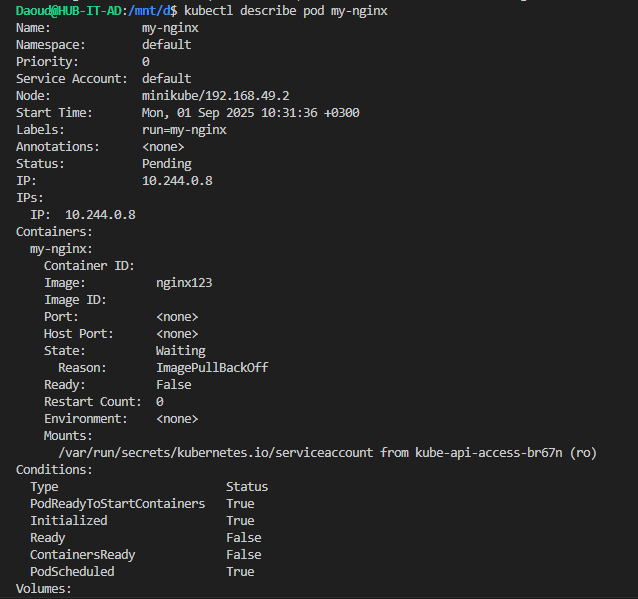 Daoud@HUB-IT-AD:/mnt/d$ kubectl describe pod my-nginx
Name:             my-nginx
Namespace:        default
Priority:         0
Service Account:  default
Node:             minikube/192.168.49.2
Start Time:       Mon, 01 Sep 2025 10:31:36 +0300
Labels:           run=my-nginx
Annotations:      <none>
Status:           Pending
IP:               10.244.0.8
IPs:
  IP:  10.244.0.8
Containers:
  my-nginx:
    Container ID:
    Image:          nginx123
    Image ID:
    Port:           <none>
    Host Port:      <none>
    State:          Waiting
      Reason:       ImagePullBackOff
    Ready:          False
    Restart Count:  0
    Environment:    <none>
    Mounts:
      /var/run/secrets/kubernetes.io/serviceaccount from kube-api-access-br67n (ro)
Conditions:
  Type                        Status
  PodReadyToStartContainers   True
  Initialized                 True
  Ready                       False
  ContainersReady             False
  PodScheduled                True
Volumes: